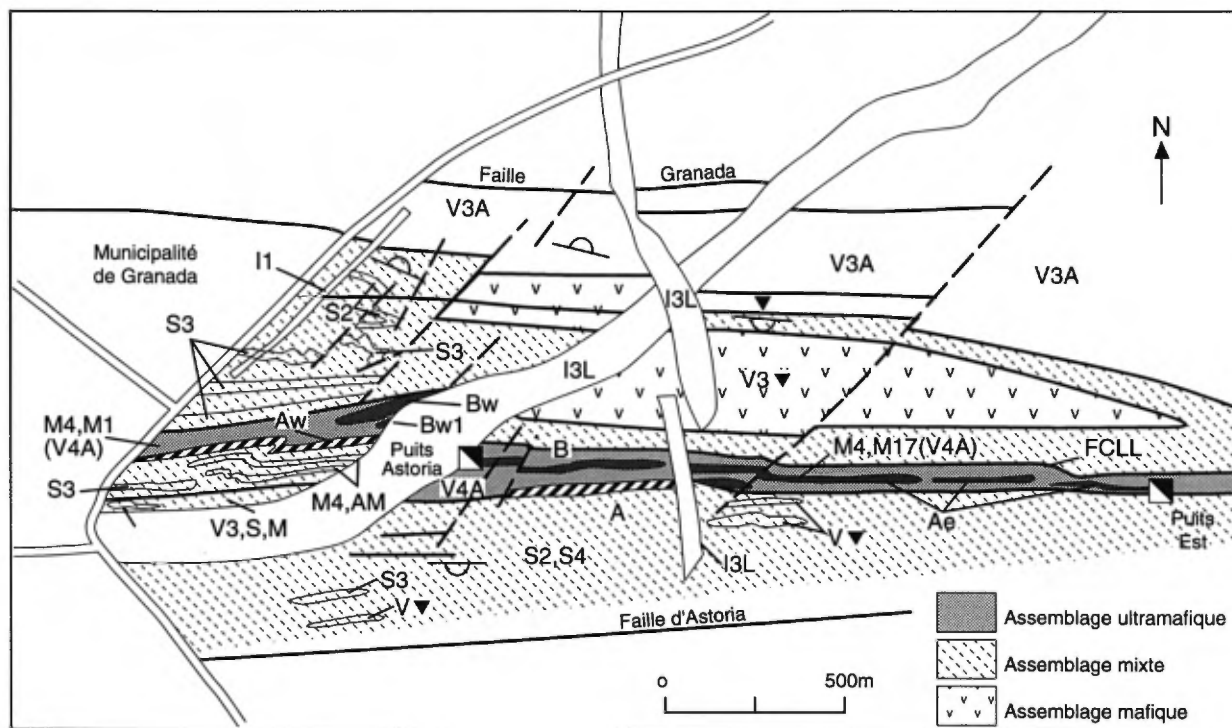 N
Faille Granada
V3A
Municipalité
de Granada
I1
V3A
V3A
I3L
S2
S3
S3
I3L
V3
Bw
M4,M1
(V4A)
Aw
Bw1
Puits
Astoria
B
M4,M17(V4A)
FCLL
S3
M4,AM
V4A
V3,S,M
A
V
Ae
Puits
Est
S2,S4
I3L
S3
V
Faille d'Astoria
Assemblage ultramafique
Assemblage mixte
Assemblage mafique
o 500m